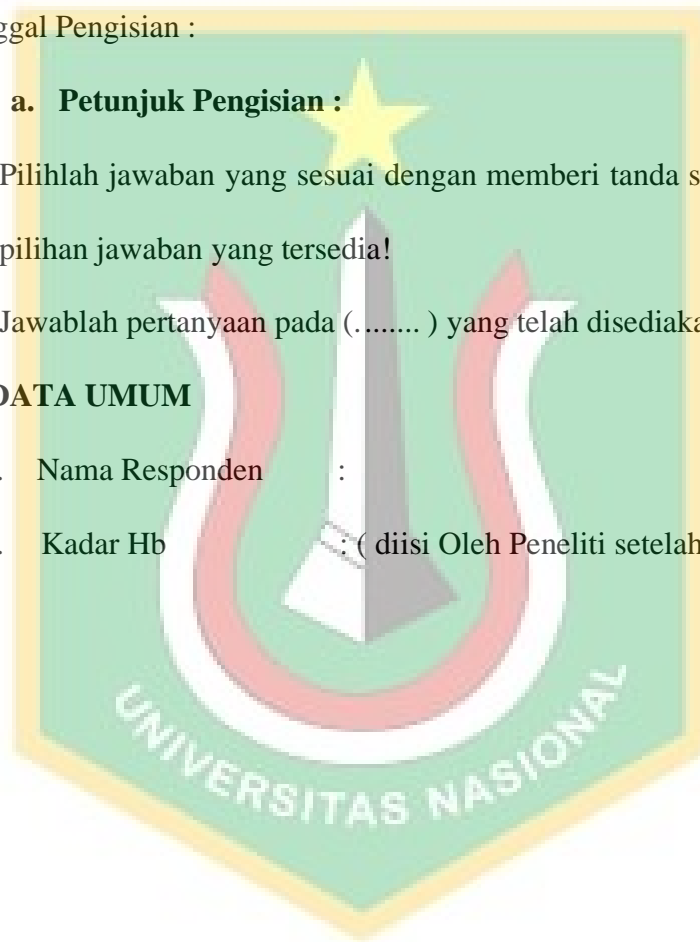 ggal Pengisian :
a. Petunjuk Pengisian :
Pilihlah jawaban yang sesuai dengan memberi tanda s
pilihan jawaban yang tersedia!
Jawablah pertanyaan pada (........ ) yang telah disediaka
DATA UMUM
. Nama Responden :
. Kadar Hb : ( diisi Oleh Peneliti setelah
UNIVERSITAS NASIONAL